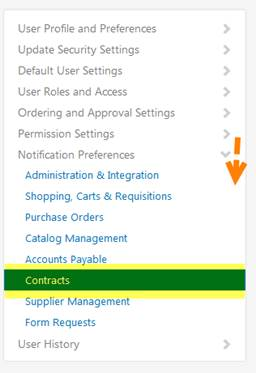 User Profile and Preferences
Update Security Settings
Default User Settings
User Roles and Access
Ordering and Approval Settings
Permission Settings
Notification Preferences
Administration & Integration
Shopping, Carts & Requisitions
Purchase Orders
Catalog Management
Accounts Payable
Contracts
Supplier Management
Form Requests
User History